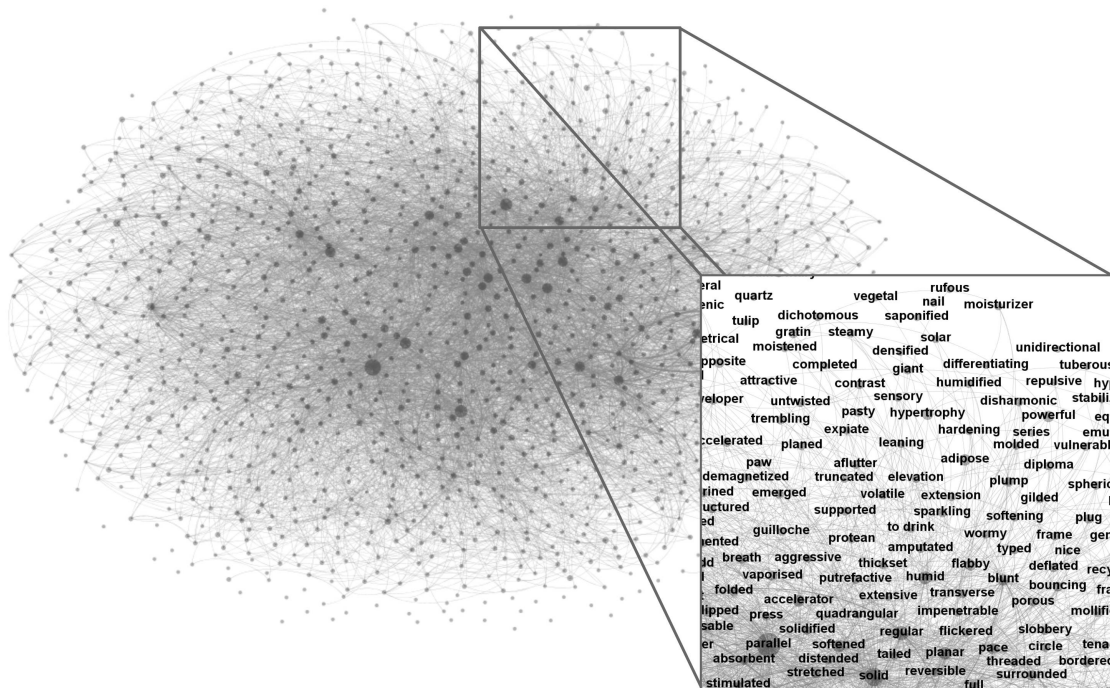 rufous
quartz vegetal nail moisturizer
dichotomous saponified
tulip gratin steamy solar
moistened densified unidirectional
completed giant differentiating
attractive contrast humidified repulsive
untwisted sensory disharmonic
trembling pasty hypertrophy powerful
expiate hardening series
planed leaning molded
paw aflutter adipose diploma
demagnetized truncated elevation plump
emerged volatile extension gilded
supported sparkling softening plug
guilloche to drink wormy frame
protean amputated typed nice
breath aggressive thickset flabby deflated
vaporised putrefactive humid blunt bouncing
folded accelerator extensive transverse porous
press quadrangular impenetrable
solidified regular flickered slobbery
parallel softened tailed planar pace circle
absorbent distended threaded
stretched solid reversible surrounded
stimulated full